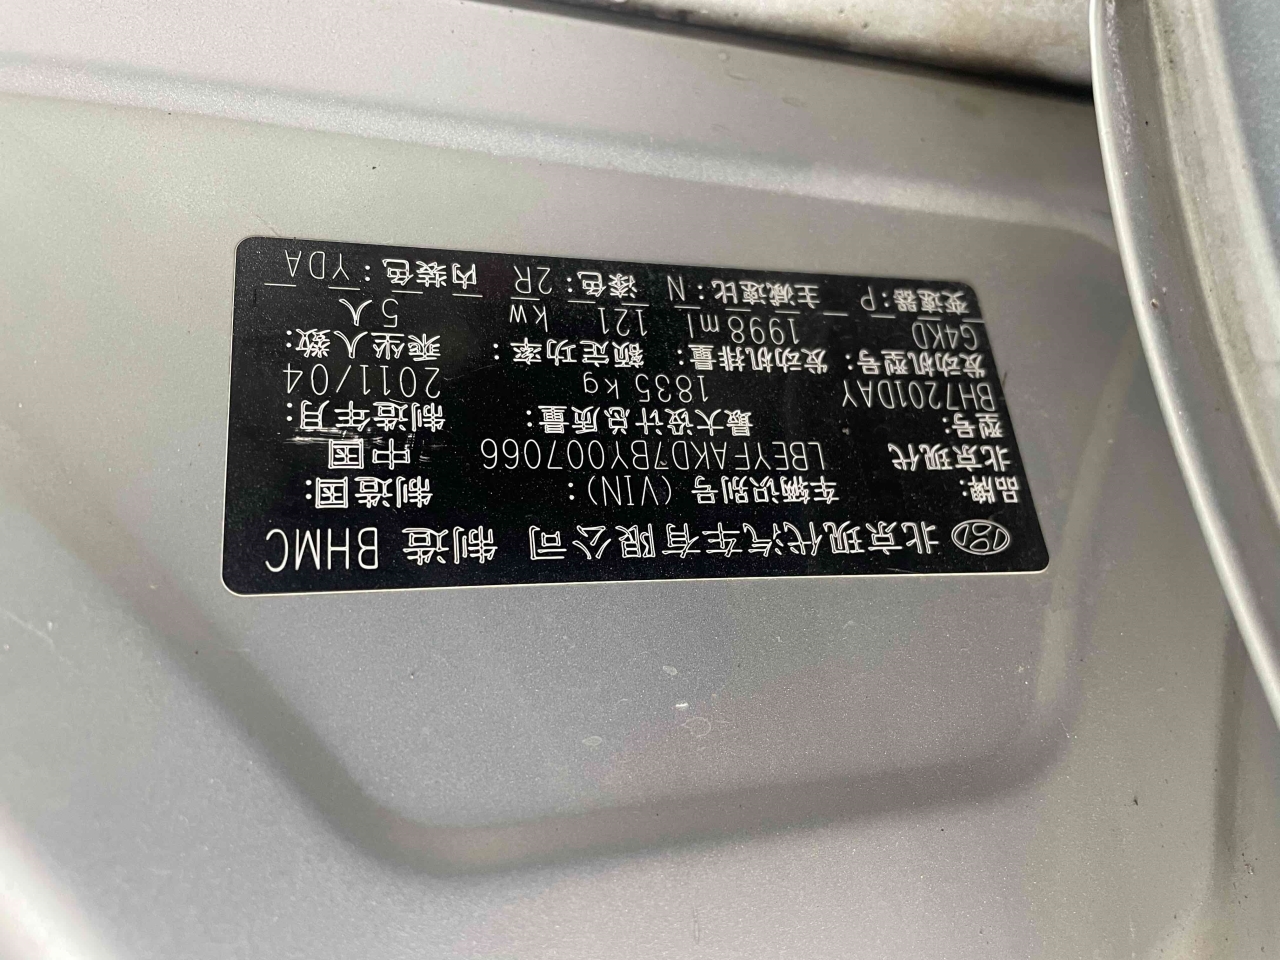 北京现代汽车有限公司 制造 BHMC
品牌: 车辆识别号 (VIN): 制造国:
北京现代 LBEYFAKD7BY007066 中国
型号: 最大设计总质量: 制造年月:
BH7201DAY 1835 kg 2011/04
发动机型号: 发动机排量: 额定功率: 乘坐人数:
G4KD 1998 ml 121 kW 5人
变速器: P 主减速比: N 漆色: 2R 内装色: YDA